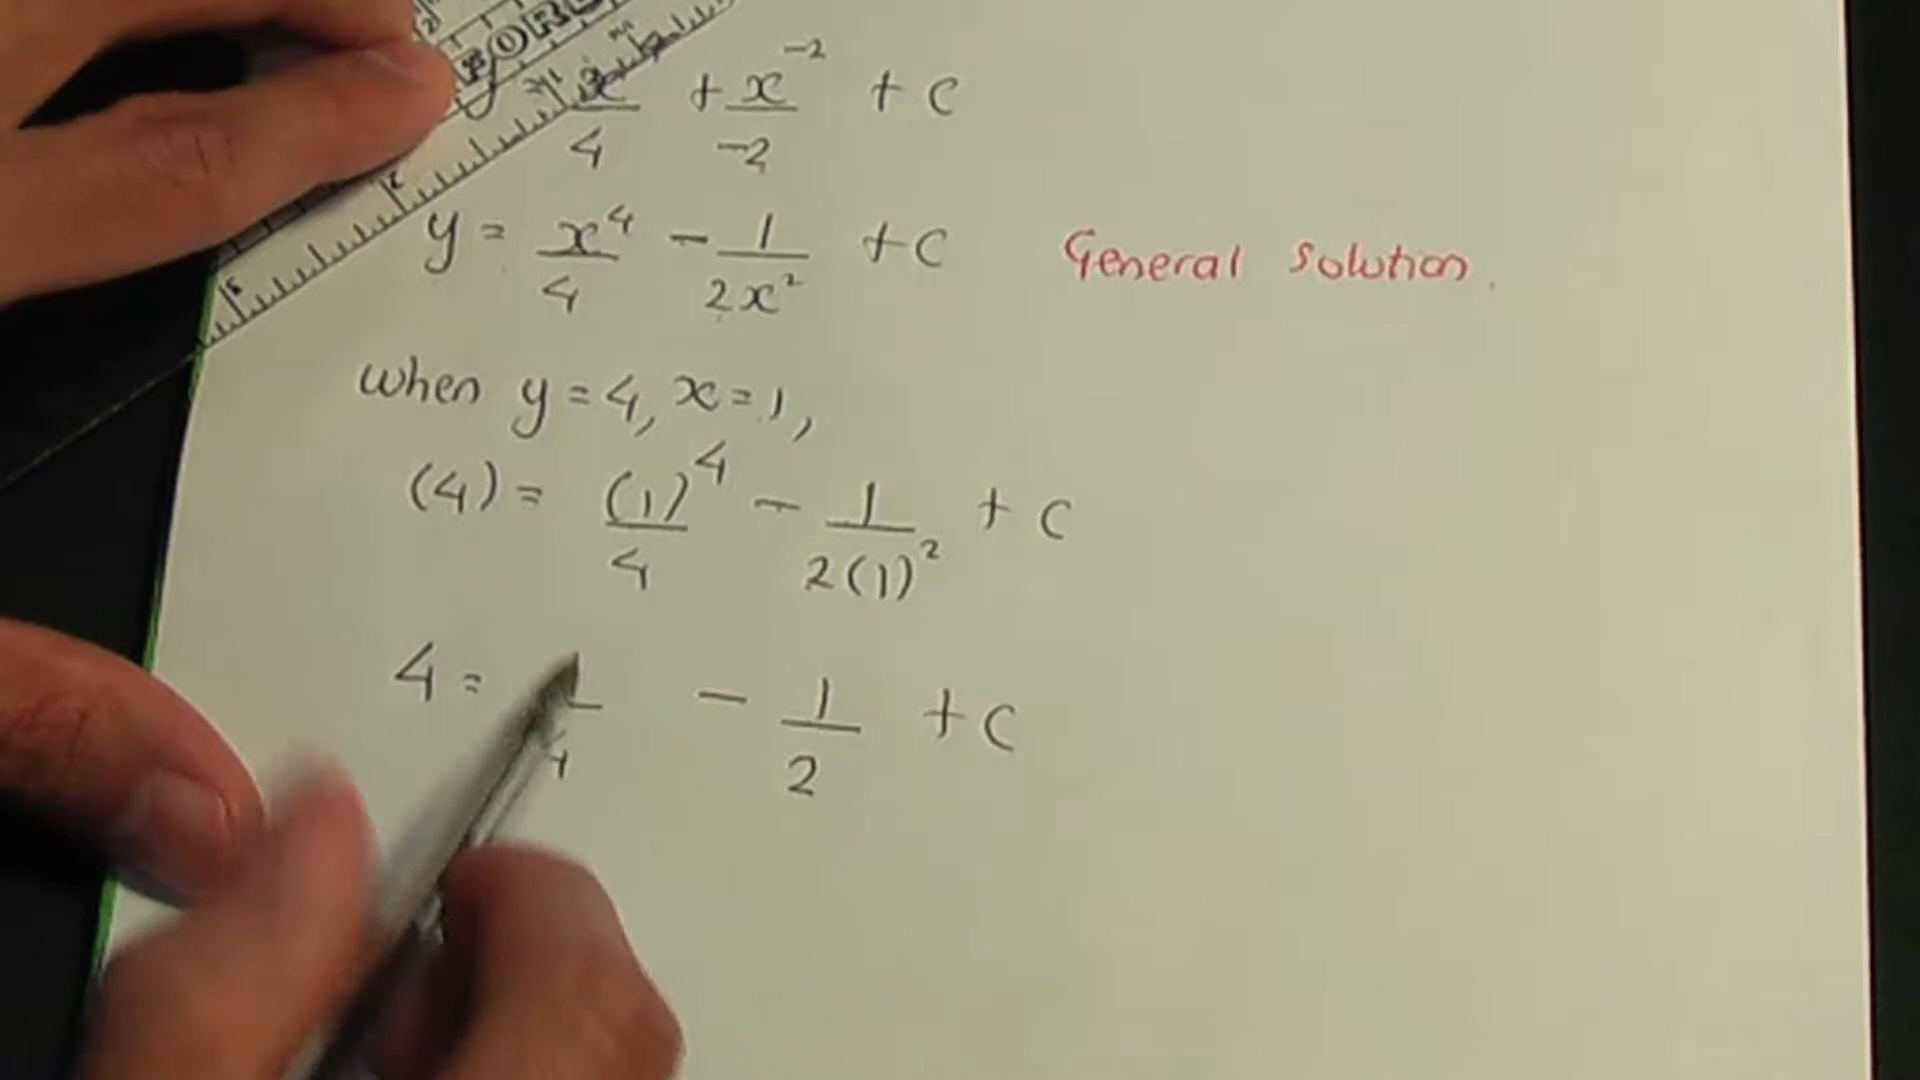 x/4 + x⁻²/-2 + c
y = x⁴/4 - 1/2x² + c General Solution.
when y = 4, x = 1,
(4) = (1)⁴/4 - 1/2(1)² + c
4 = 1/4 - 1/2 + c